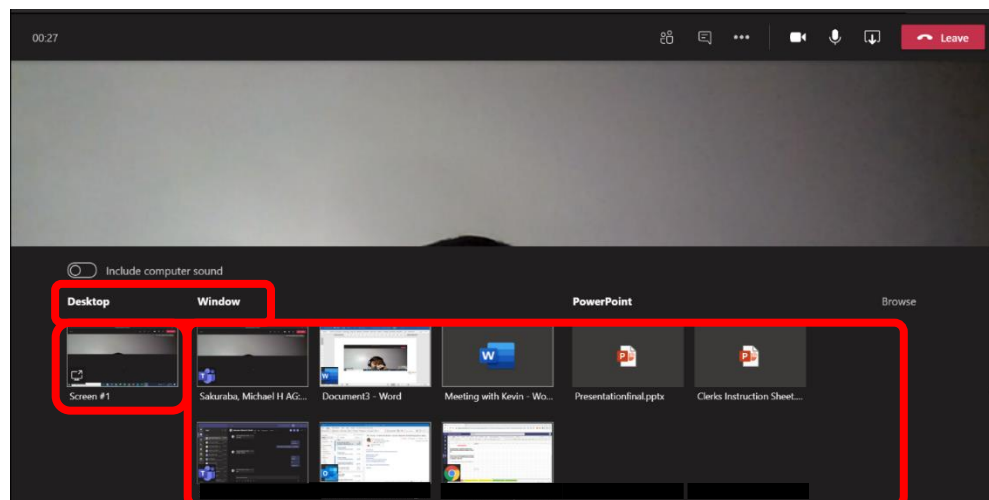 00:27
Leave
Include computer sound
Desktop Window PowerPoint Browse
Screen #1 Sakuraba, Michael H AG:... Document3 - Word Meeting with Kevin - Wo... Presentationfinal.pptx Clerks Instruction Sheet....